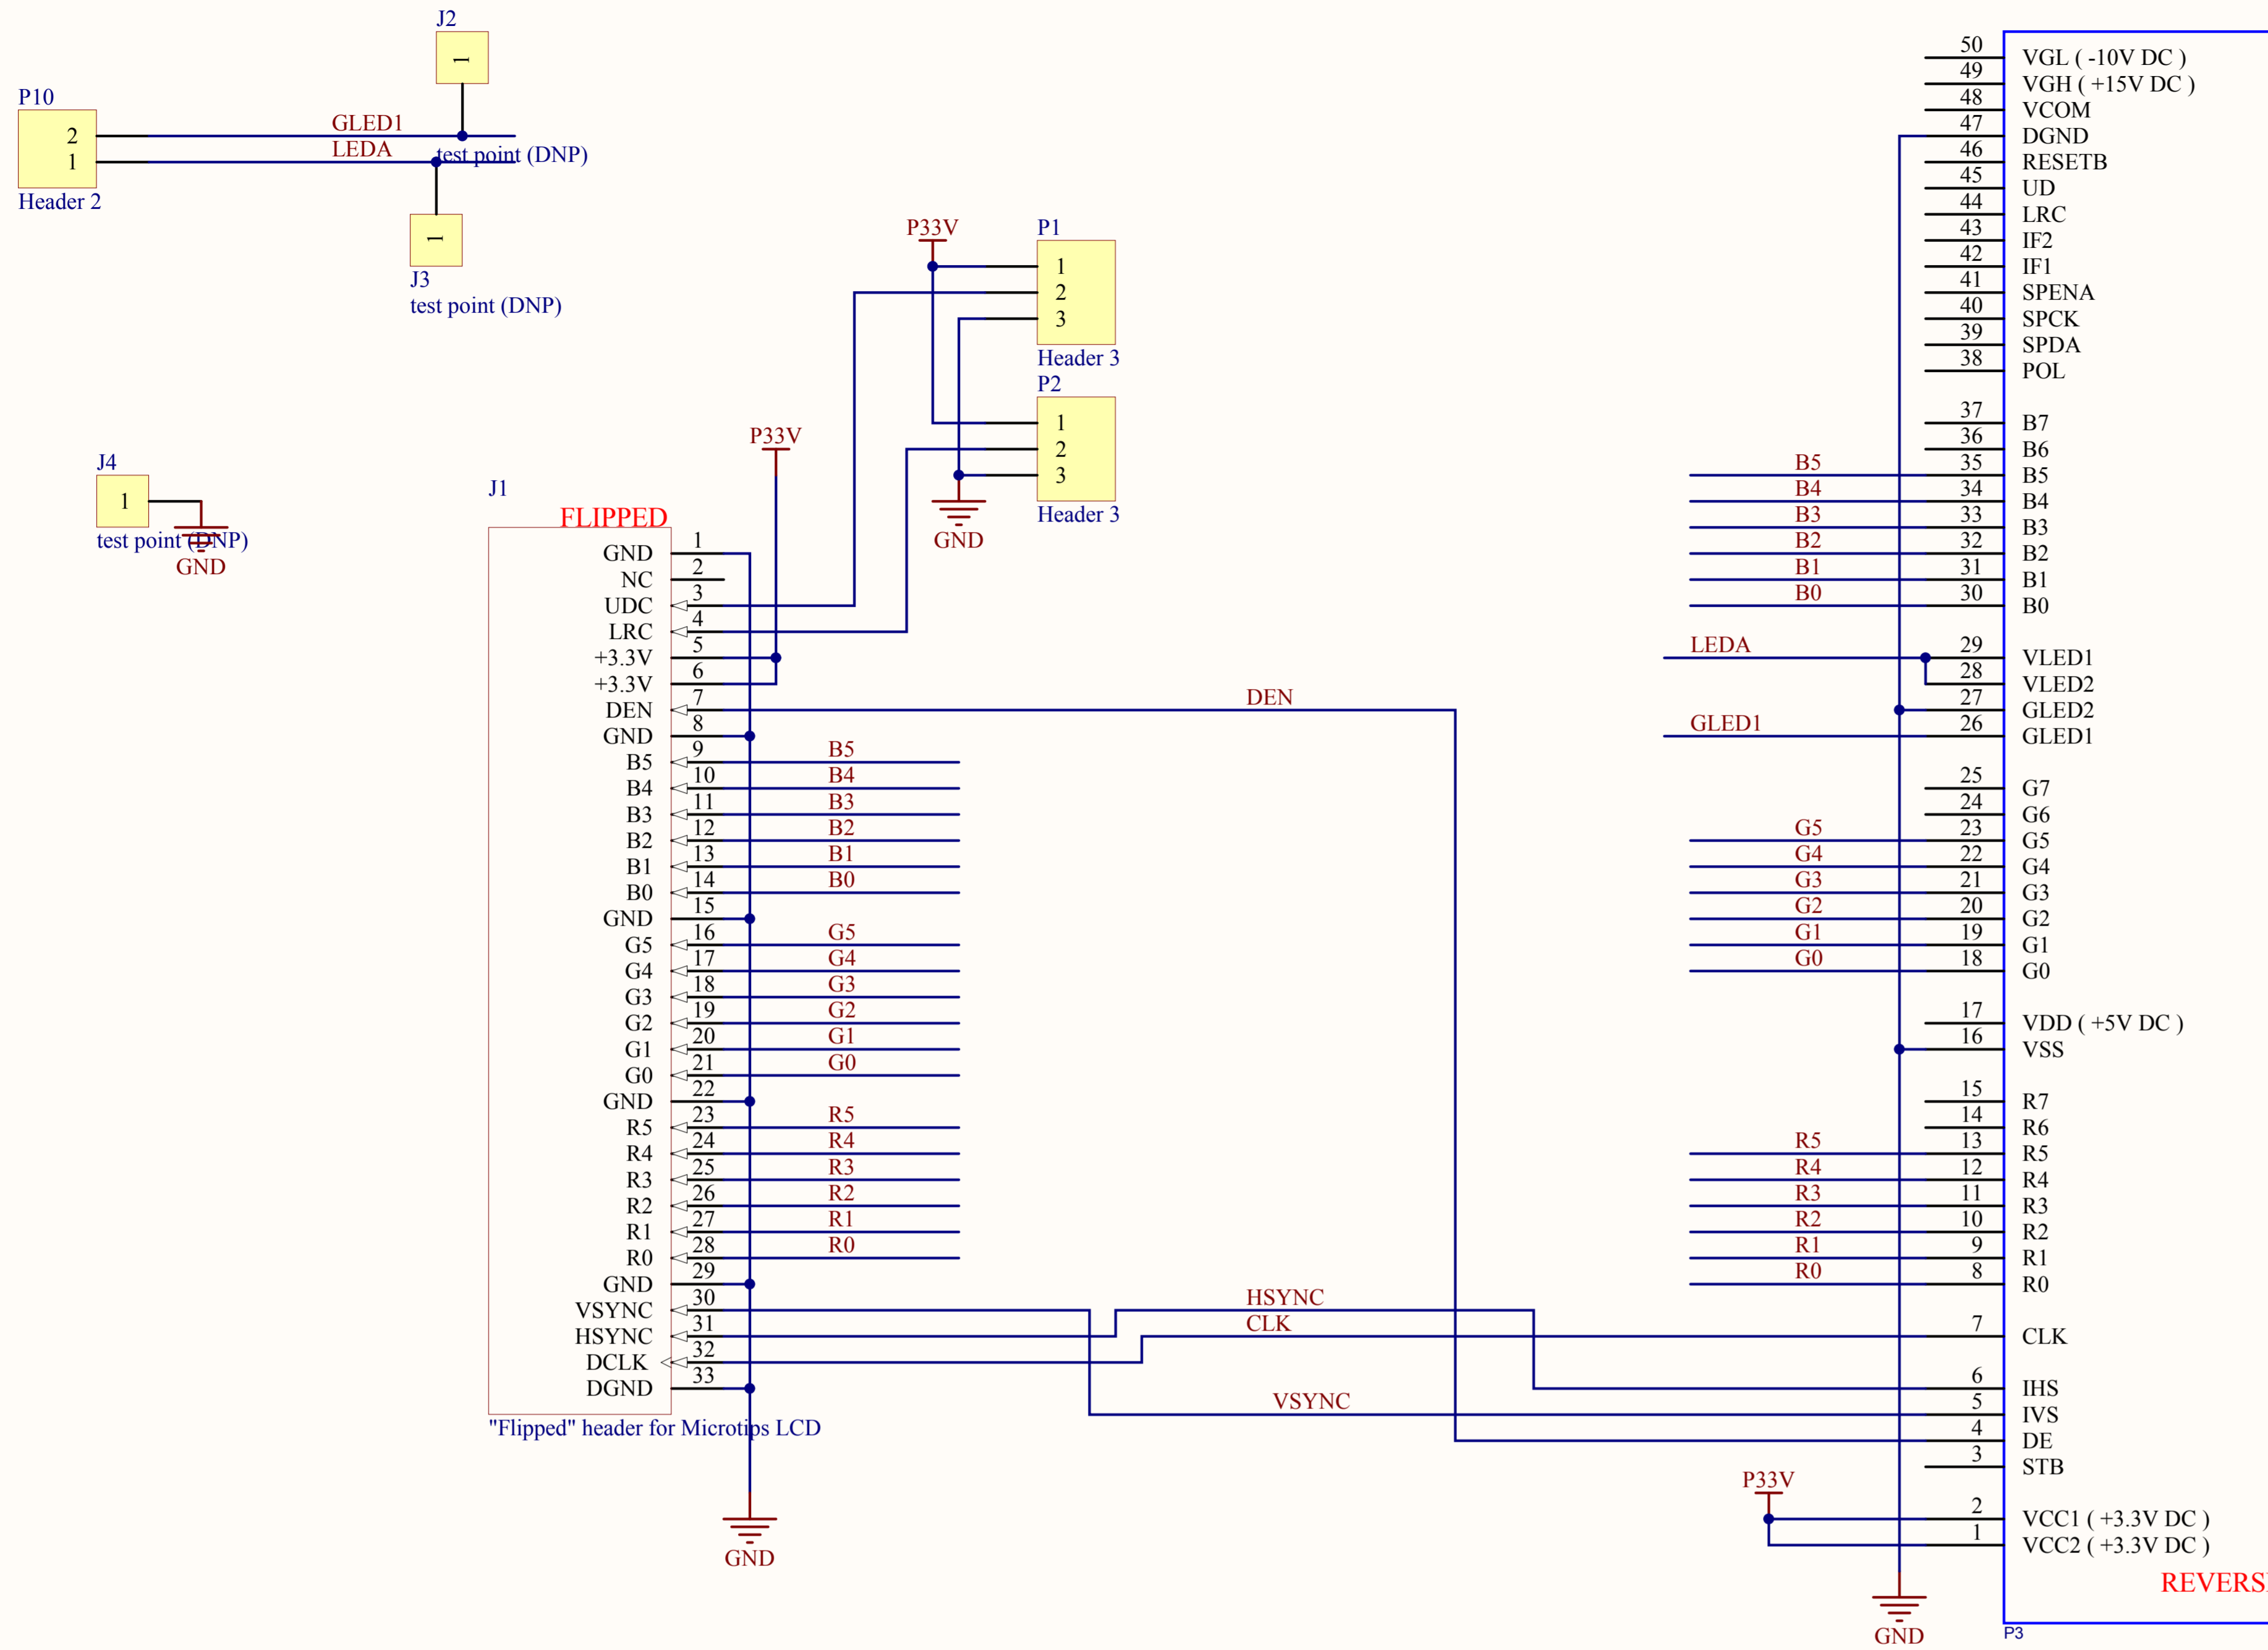 J2
1
P10
2
1
Header 2
GLED1
LEDA
test point (DNP)
1
J3
test point (DNP)
J4
1
test point (DNP)
GND
P33V
P1
1
2
3
Header 3
P2
1
2
3
Header 3
GND
P33V
J1
FLIPPED
GND 1
NC 2
UDC 3
LRC 4
+3.3V 5
+3.3V 6
DEN 7
GND 8
B5 9 B5
B4 10 B4
B3 11 B3
B2 12 B2
B1 13 B1
B0 14 B0
GND 15
G5 16 G5
G4 17 G4
G3 18 G3
G2 19 G2
G1 20 G1
G0 21 G0
GND 22
R5 23 R5
R4 24 R4
R3 25 R3
R2 26 R2
R1 27 R1
R0 28 R0
GND 29
VSYNC 30
HSYNC 31
DCLK 32
DGND 33
"Flipped" header for Microtips LCD
GND
DEN
HSYNC
CLK
VSYNC
50 VGL ( -10V DC )
49 VGH ( +15V DC )
48 VCOM
47 DGND
46 RESETB
45 UD
44 LRC
43 IF2
42 IF1
41 SPENA
40 SPCK
39 SPDA
38 POL
37 B7
36 B6
B5 35 B5
B4 34 B4
B3 33 B3
B2 32 B2
B1 31 B1
B0 30 B0
LEDA 29 VLED1
28 VLED2
27 GLED2
GLED1 26 GLED1
25 G7
24 G6
G5 23 G5
G4 22 G4
G3 21 G3
G2 20 G2
G1 19 G1
G0 18 G0
17 VDD ( +5V DC )
16 VSS
15 R7
14 R6
R5 13 R5
R4 12 R4
R3 11 R3
R2 10 R2
R1 9 R1
R0 8 R0
7 CLK
6 IHS
5 IVS
4 DE
3 STB
P33V
2 VCC1 ( +3.3V DC )
1 VCC2 ( +3.3V DC )
GND
P3